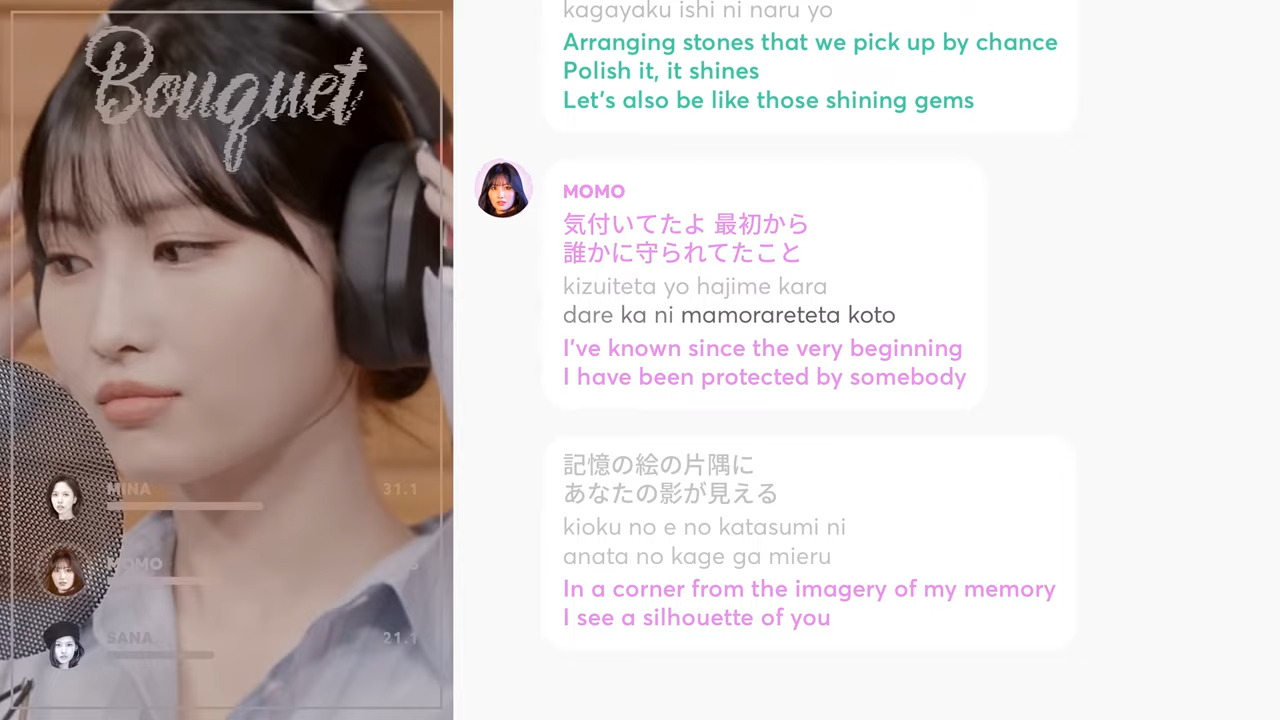 Bouquet
MINA 31.1
MOMO
SANA 21.1
kagayaku ishi ni naru yo
Arranging stones that we pick up by chance
Polish it, it shines
Let's also be like those shining gems
MOMO
気付いてたよ 最初から
誰かに守られてたこと
kizuiteta yo hajime kara
dare ka ni mamorareteta koto
I've known since the very beginning
I have been protected by somebody
記憶の絵の片隅に
あなたの影が見える
kioku no e no katasumi ni
anata no kage ga mieru
In a corner from the imagery of my memory
I see a silhouette of you